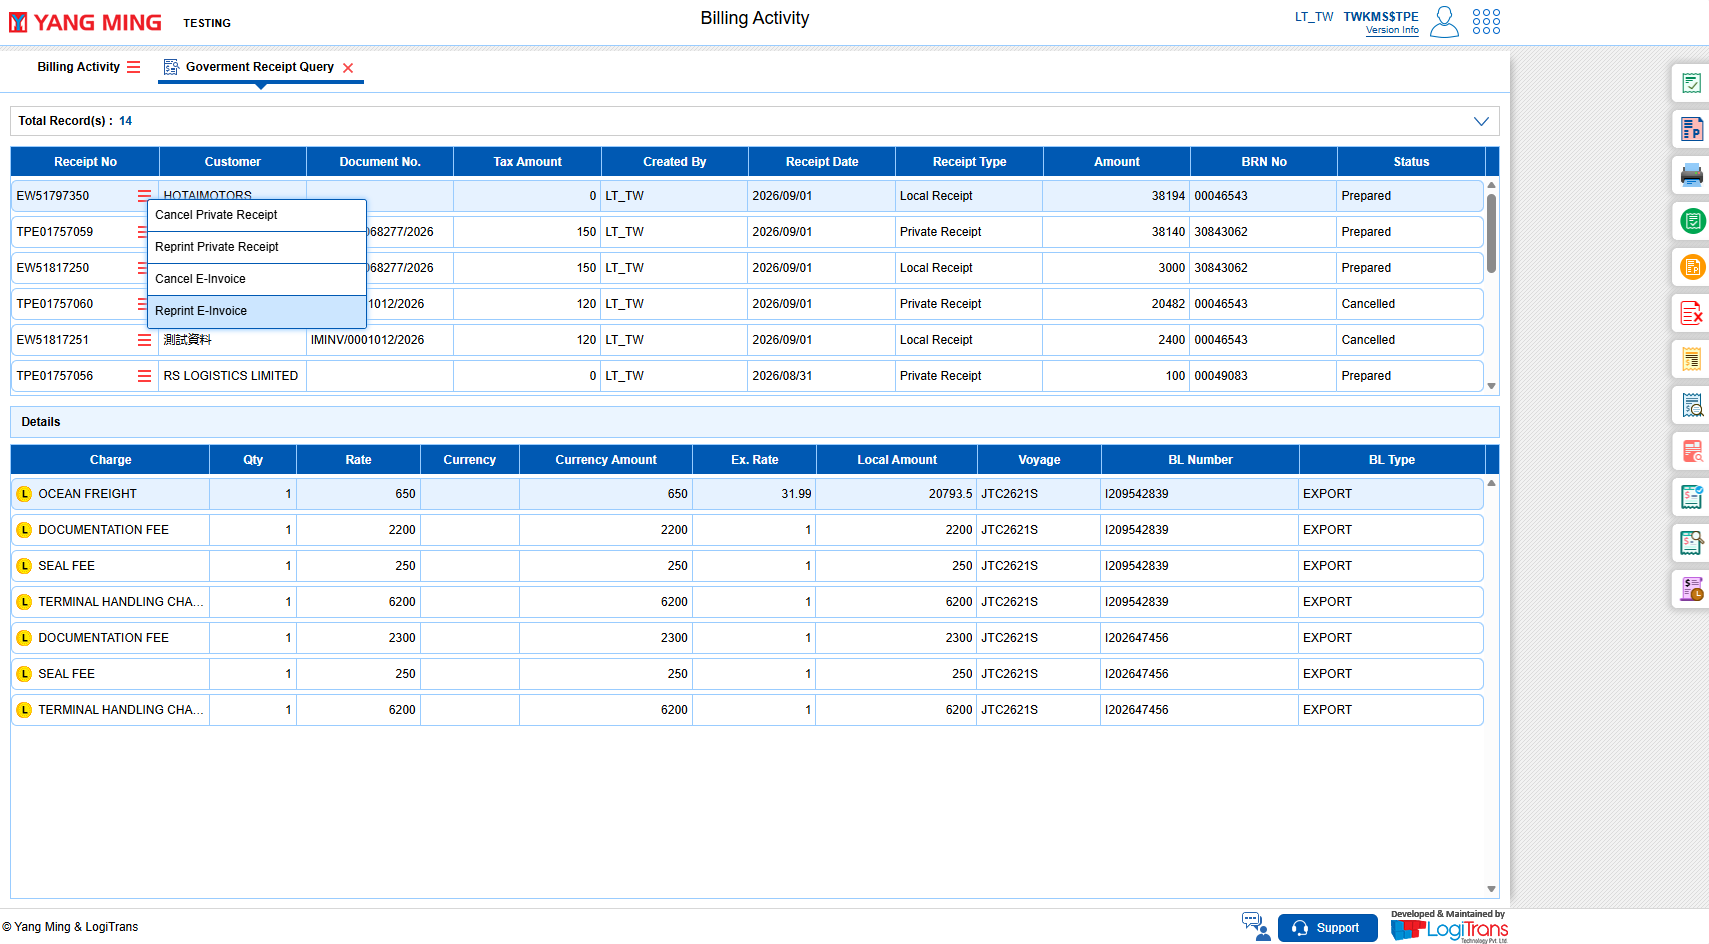 YANG MING TESTING Billing Activity LT_TW TWKMS$TPE
Version Info
Billing Activity Goverment Receipt Query
Total Record(s) : 14
Receipt No Customer Document No. Tax Amount Created By Receipt Date Receipt Type Amount BRN No Status
EW51797350 HOTAIMOTORS 0 LT_TW 2026/09/01 Local Receipt 38194 00046543 Prepared
Cancel Private Receipt
TPE01757059 068277/2026 150 LT_TW 2026/09/01 Private Receipt 38140 30843062 Prepared
Reprint Private Receipt
EW51817250 068277/2026 150 LT_TW 2026/09/01 Local Receipt 3000 30843062 Prepared
Cancel E-Invoice
TPE01757060 1012/2026 120 LT_TW 2026/09/01 Private Receipt 20482 00046543 Cancelled
Reprint E-Invoice
EW51817251 測試資料 IMINV/0001012/2026 120 LT_TW 2026/09/01 Local Receipt 2400 00046543 Cancelled
TPE01757056 RS LOGISTICS LIMITED 0 LT_TW 2026/08/31 Private Receipt 100 00049083 Prepared
Details
Charge Qty Rate Currency Currency Amount Ex. Rate Local Amount Voyage BL Number BL Type
L OCEAN FREIGHT 1 650 650 31.99 20793.5 JTC2621S I209542839 EXPORT
L DOCUMENTATION FEE 1 2200 2200 1 2200 JTC2621S I209542839 EXPORT
L SEAL FEE 1 250 250 1 250 JTC2621S I209542839 EXPORT
L TERMINAL HANDLING CHA... 1 6200 6200 1 6200 JTC2621S I209542839 EXPORT
L DOCUMENTATION FEE 1 2300 2300 1 2300 JTC2621S I202647456 EXPORT
L SEAL FEE 1 250 250 1 250 JTC2621S I202647456 EXPORT
L TERMINAL HANDLING CHA... 1 6200 6200 1 6200 JTC2621S I202647456 EXPORT
© Yang Ming & LogiTrans Support
Developed & Maintained by
LogiTrans
Technology Pvt. Ltd.